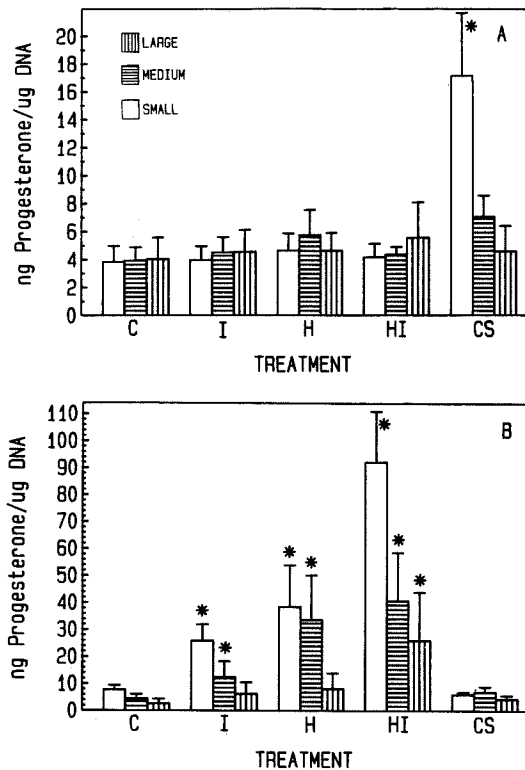 A
ng Progesterone/ug DNA
22
20
18
16
14
12
10
8
6
4
2
0
LARGE
MEDIUM
SMALL
*
C I H HI CS
TREATMENT
B
ng Progesterone/ug DNA
110
100
90
80
70
60
50
40
30
20
10
0
* * * * * * *
C I H HI CS
TREATMENT